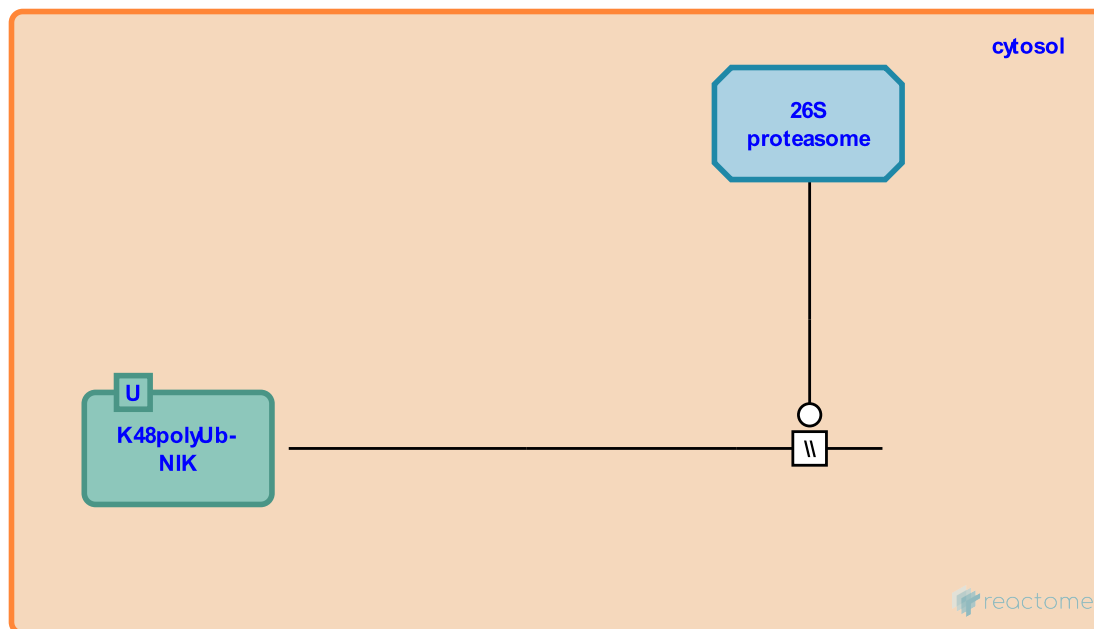 cytosol
26S
proteasome
U
K48polyUb-
NIK
\\
reactome